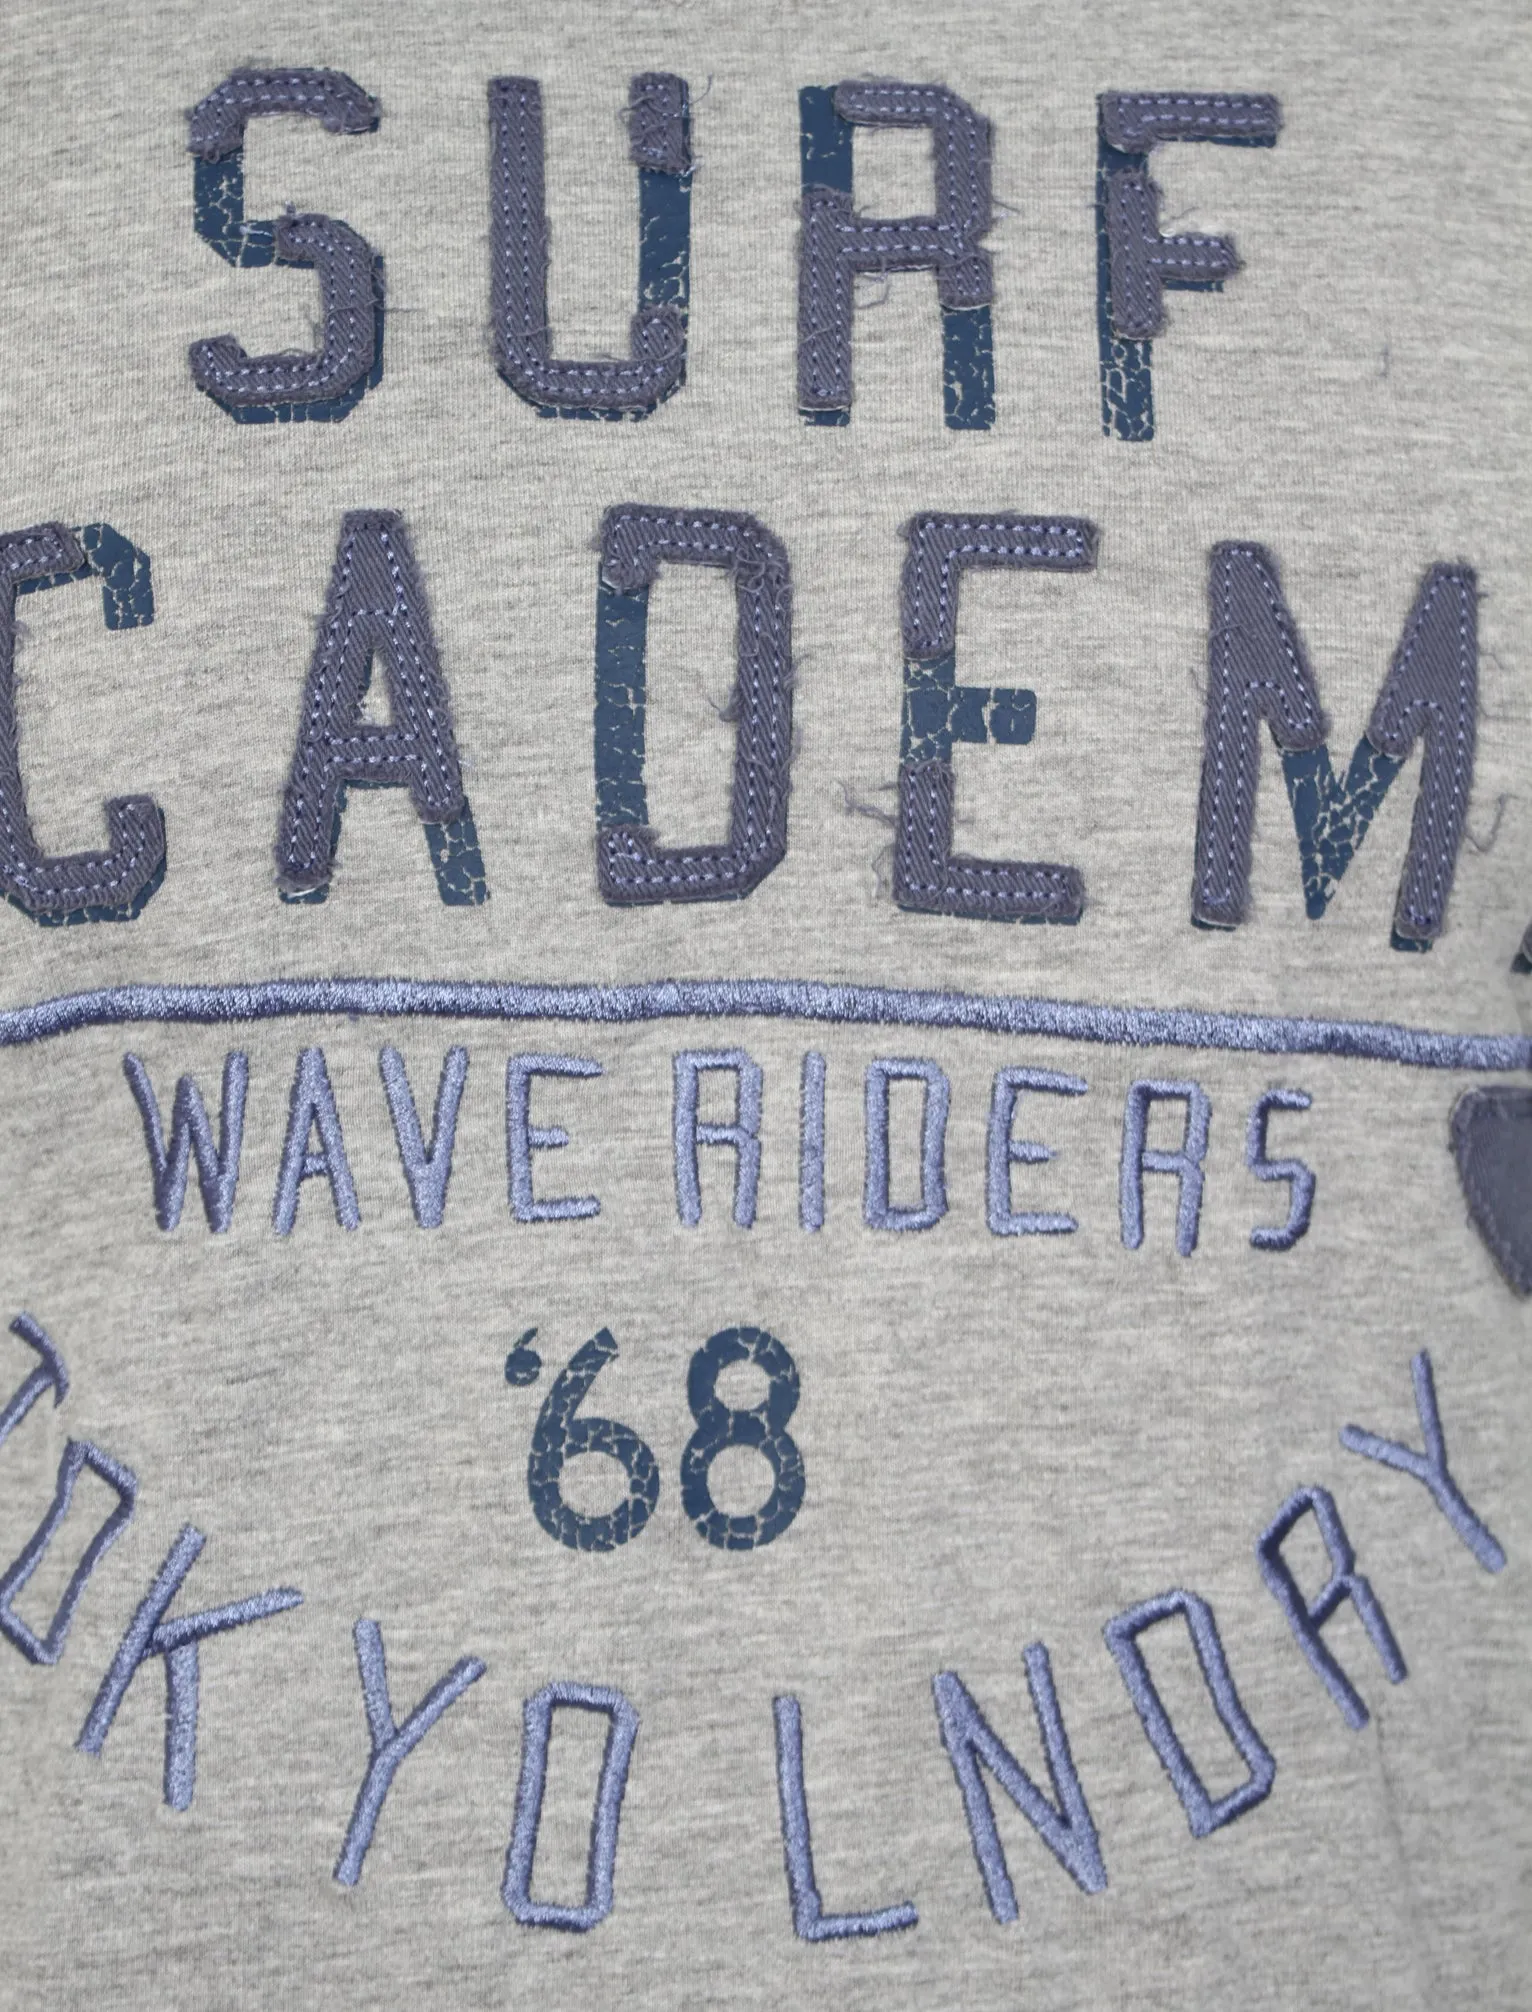 SURF
CADEM
WAVE RIDERS
‘68
TOKYO LNDRY